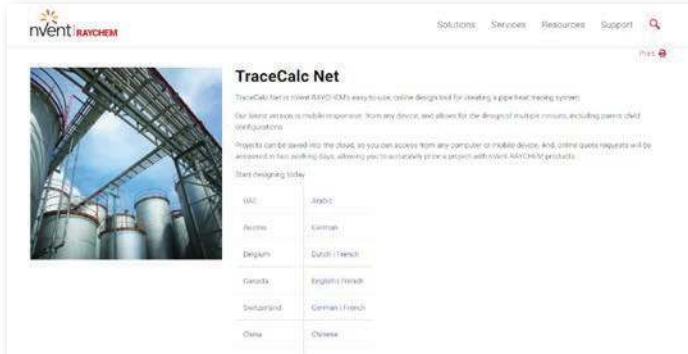 nVent | RAYCHEM
Solutions Services Resources Support
Print
TraceCalc Net
TraceCalc Net is nVent RAYCHEM's easy to use, online design tool for creating a pipe heat tracing system.
Our latest version is mobile responsive from any device, and allows for the design of multiple circuits, including parent child
configurations.
Projects can be saved into the cloud, so you can access from any computer or mobile device. And, online quote requests will be
answered in two working days, allowing you to accurately price a project with nVent RAYCHEM products.
Start designing today
UAE Arabic
Austria German
Belgium Dutch | French
Canada English | French
Switzerland German | French
China Chinese